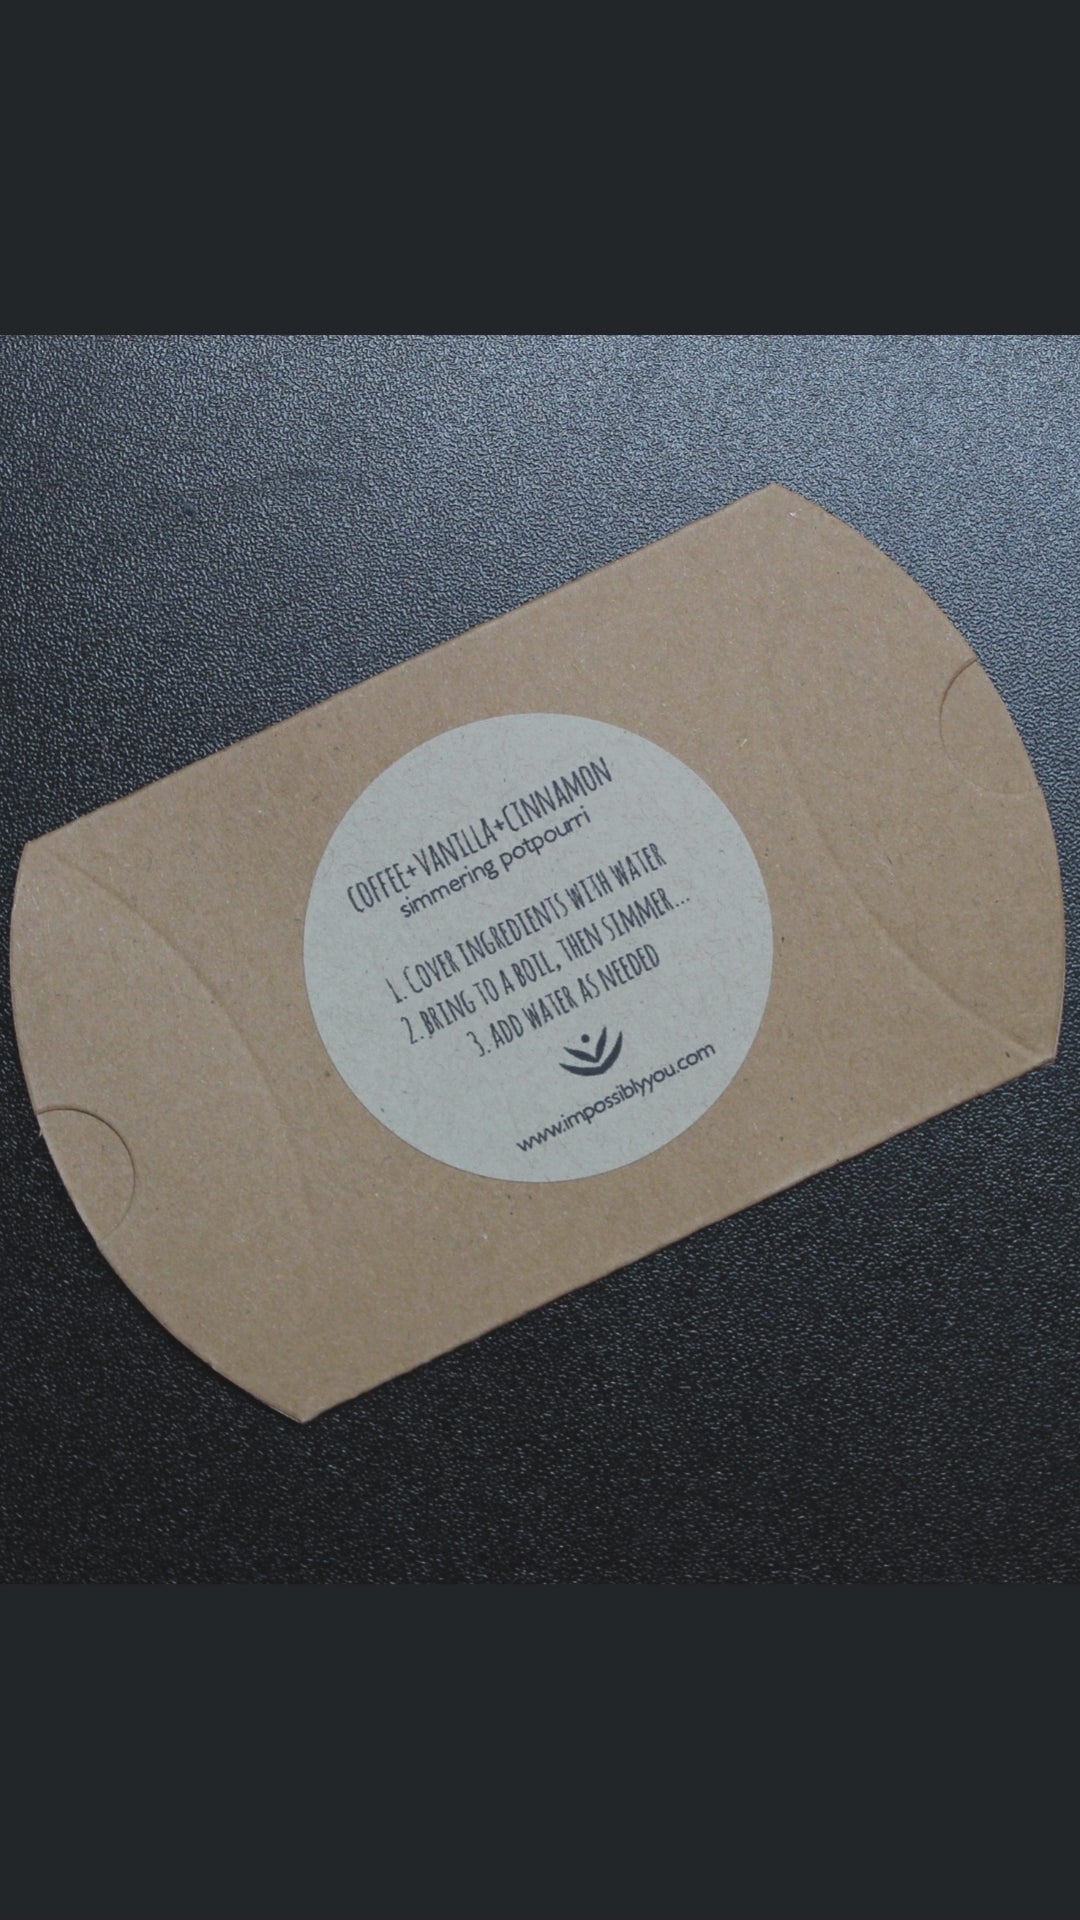 COFFEE+VANILLA+CINNAMON
simmering potpourri
1. COVER INGREDIENTS WITH WATER
2. BRING TO A BOIL, THEN SIMMER...
3. ADD WATER AS NEEDED
www.impossiblyyou.com